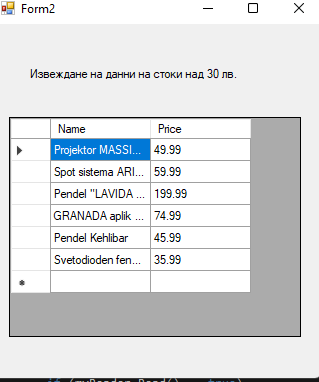 Form2
Извеждане на данни на стоки над 30 лв.
Name Price
Projektor MASSI... 49.99
Spot sistema ARI... 59.99
Pendel "LAVIDA ... 199.99
GRANADA aplik ... 74.99
Pendel Kehlibar 45.99
Svetodioden fen... 35.99